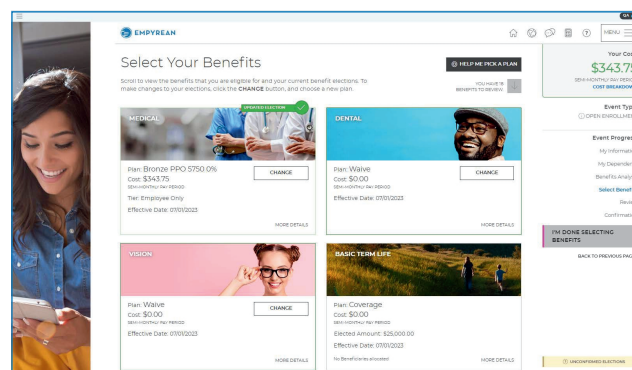 QA
EMPYREAN
MENU
Select Your Benefits
HELP ME PICK A PLAN
Scroll to view the benefits that you are eligible for and your current benefit elections. To
make changes to your elections, click the CHANGE button, and choose a new plan.
YOU HAVE 18
BENEFITS TO REVIEW.
Your Co
$343.75
SEMI-MONTHLY PAY PERIO
COST BREAKDOW
Event Typ
OPEN ENROLLME
Event Progre
My Informati
My Depende
Benefits Analy
Select Benef
Revi
Confirmati
I'M DONE SELECTING
BENEFITS
BACK TO PREVIOUS PAG
UNCONFIRMED ELECTIONS
UPDATED ELECTION
MEDICAL
Plan: Bronze PPO 5750 0%
Cost: $343.75
SEMI-MONTHLY PAY PERIOD
Tier: Employee Only
Effective Date: 07/01/2023
CHANGE
MORE DETAILS
DENTAL
Plan: Waive
Cost: $0.00
SEMI-MONTHLY PAY PERIOD
Effective Date: 07/01/2023
CHANGE
MORE DETAILS
VISION
Plan: Waive
Cost: $0.00
SEMI-MONTHLY PAY PERIOD
Effective Date: 07/01/2023
CHANGE
MORE DETAILS
BASIC TERM LIFE
Plan: Coverage
Cost: $0.00
SEMI-MONTHLY PAY PERIOD
Elected Amount: $25,000.00
Effective Date: 07/01/2023
No Beneficiaries allocated
MORE DETAILS